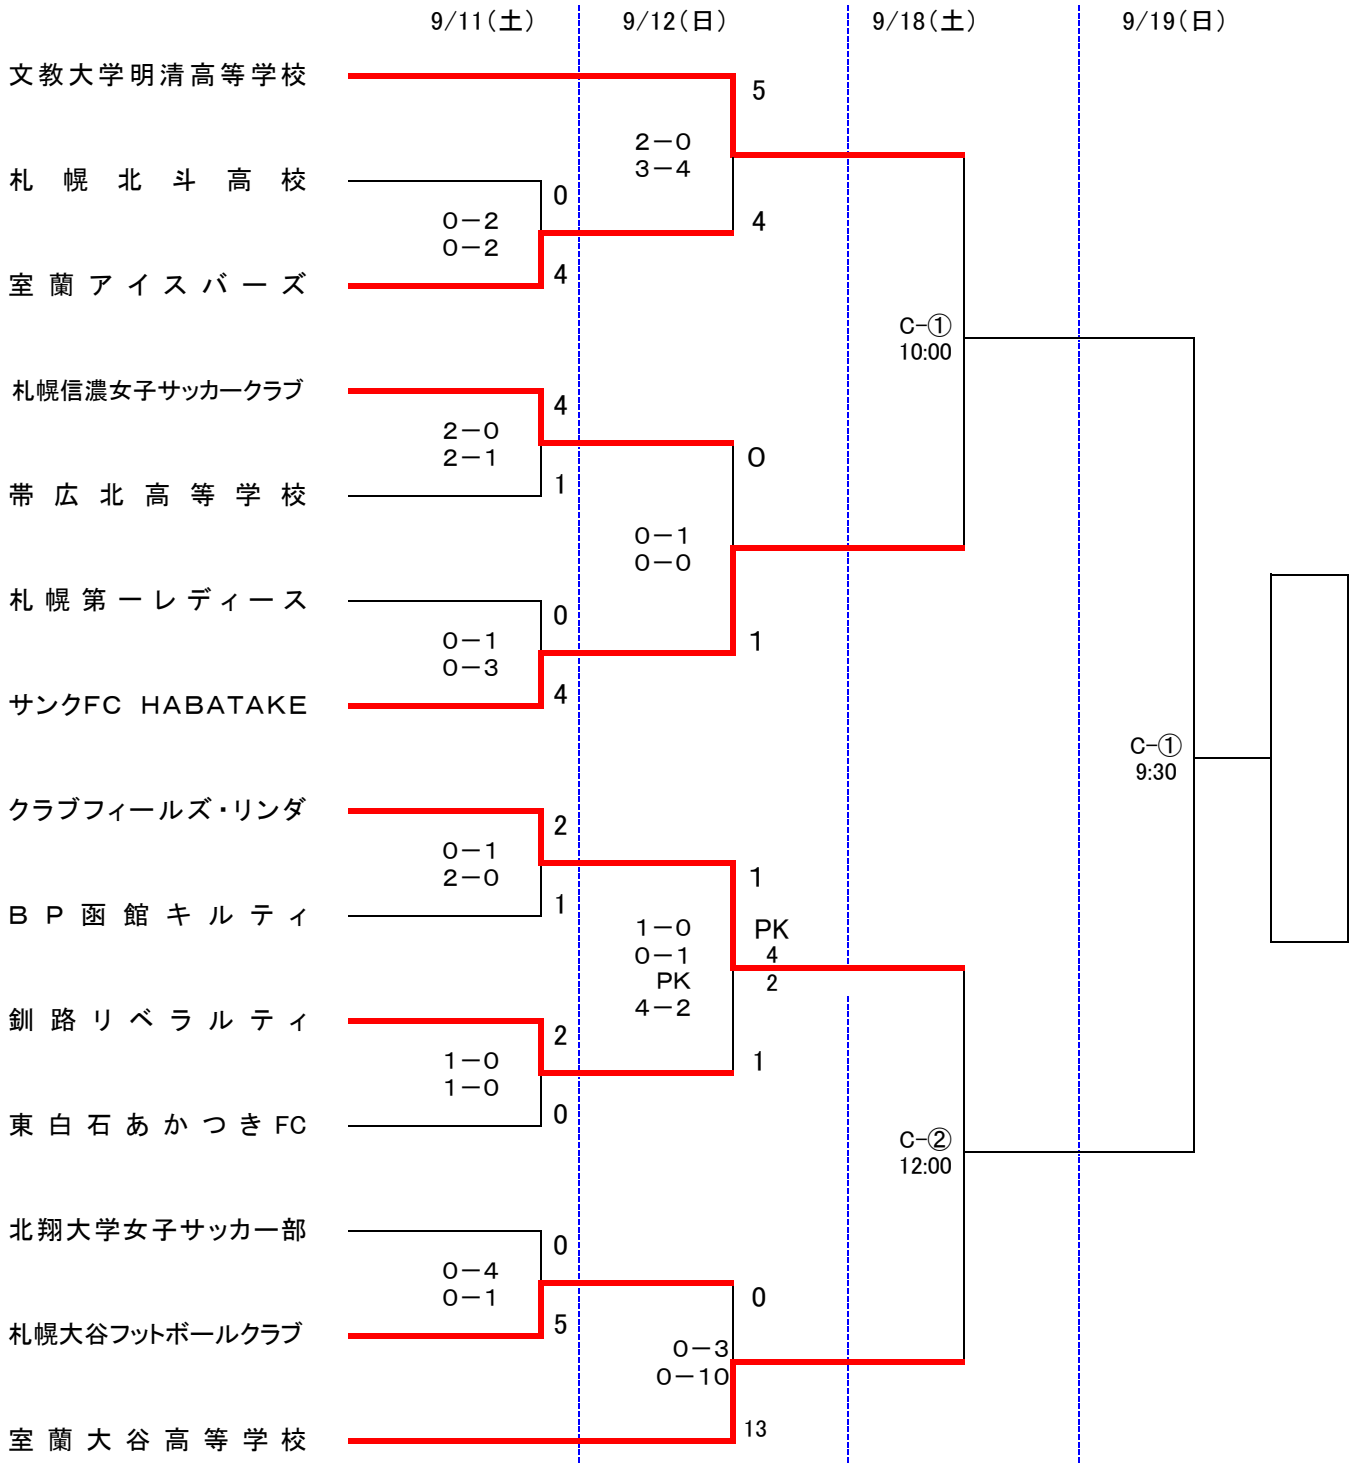 9/11(土) 9/12(日) 9/18(土) 9/19(日)
文教大学明清高等学校
5
2－0
3－4
札幌北斗高校
0
0－2
0－2
4
室蘭アイスバーズ
4
C-①
10:00
札幌信濃女子サッカークラブ
4
2－0
2－1
0
帯広北高等学校
1
0－1
0－0
札幌第一レディース
0
0－1
0－3
1
サンクFC HABATAKE
4
C-①
9:30
クラブフィールズ・リンダ
2
0－1
2－0
1
BP函館キルティ
1
1－0
0－1
PK
4－2
PK
4
2
釧路リベラルティ
2
1－0
1－0
1
東白石あかつきFC
0
C-②
12:00
北翔大学女子サッカー部
0
0－4
0－1
0
札幌大谷フットボールクラブ
5
0－3
0－10
室蘭大谷高等学校
13